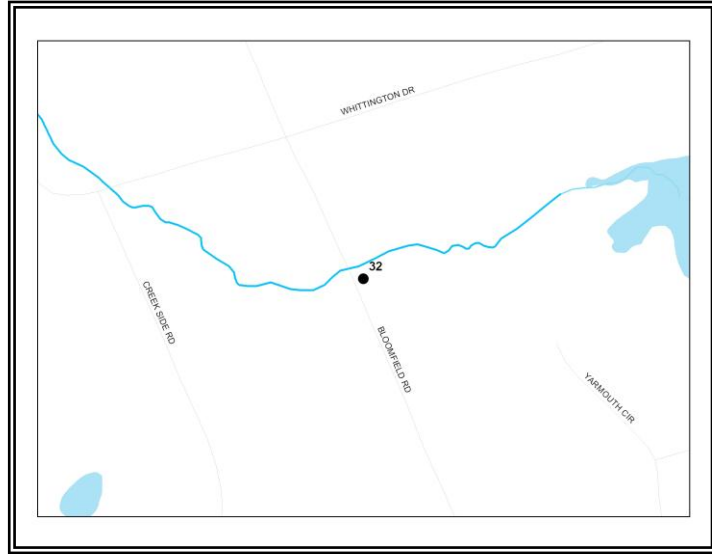 WHITTINGTON DR
32
CREEK SIDE RD
BLOOMFIELD RD
YARMOUTH CIR